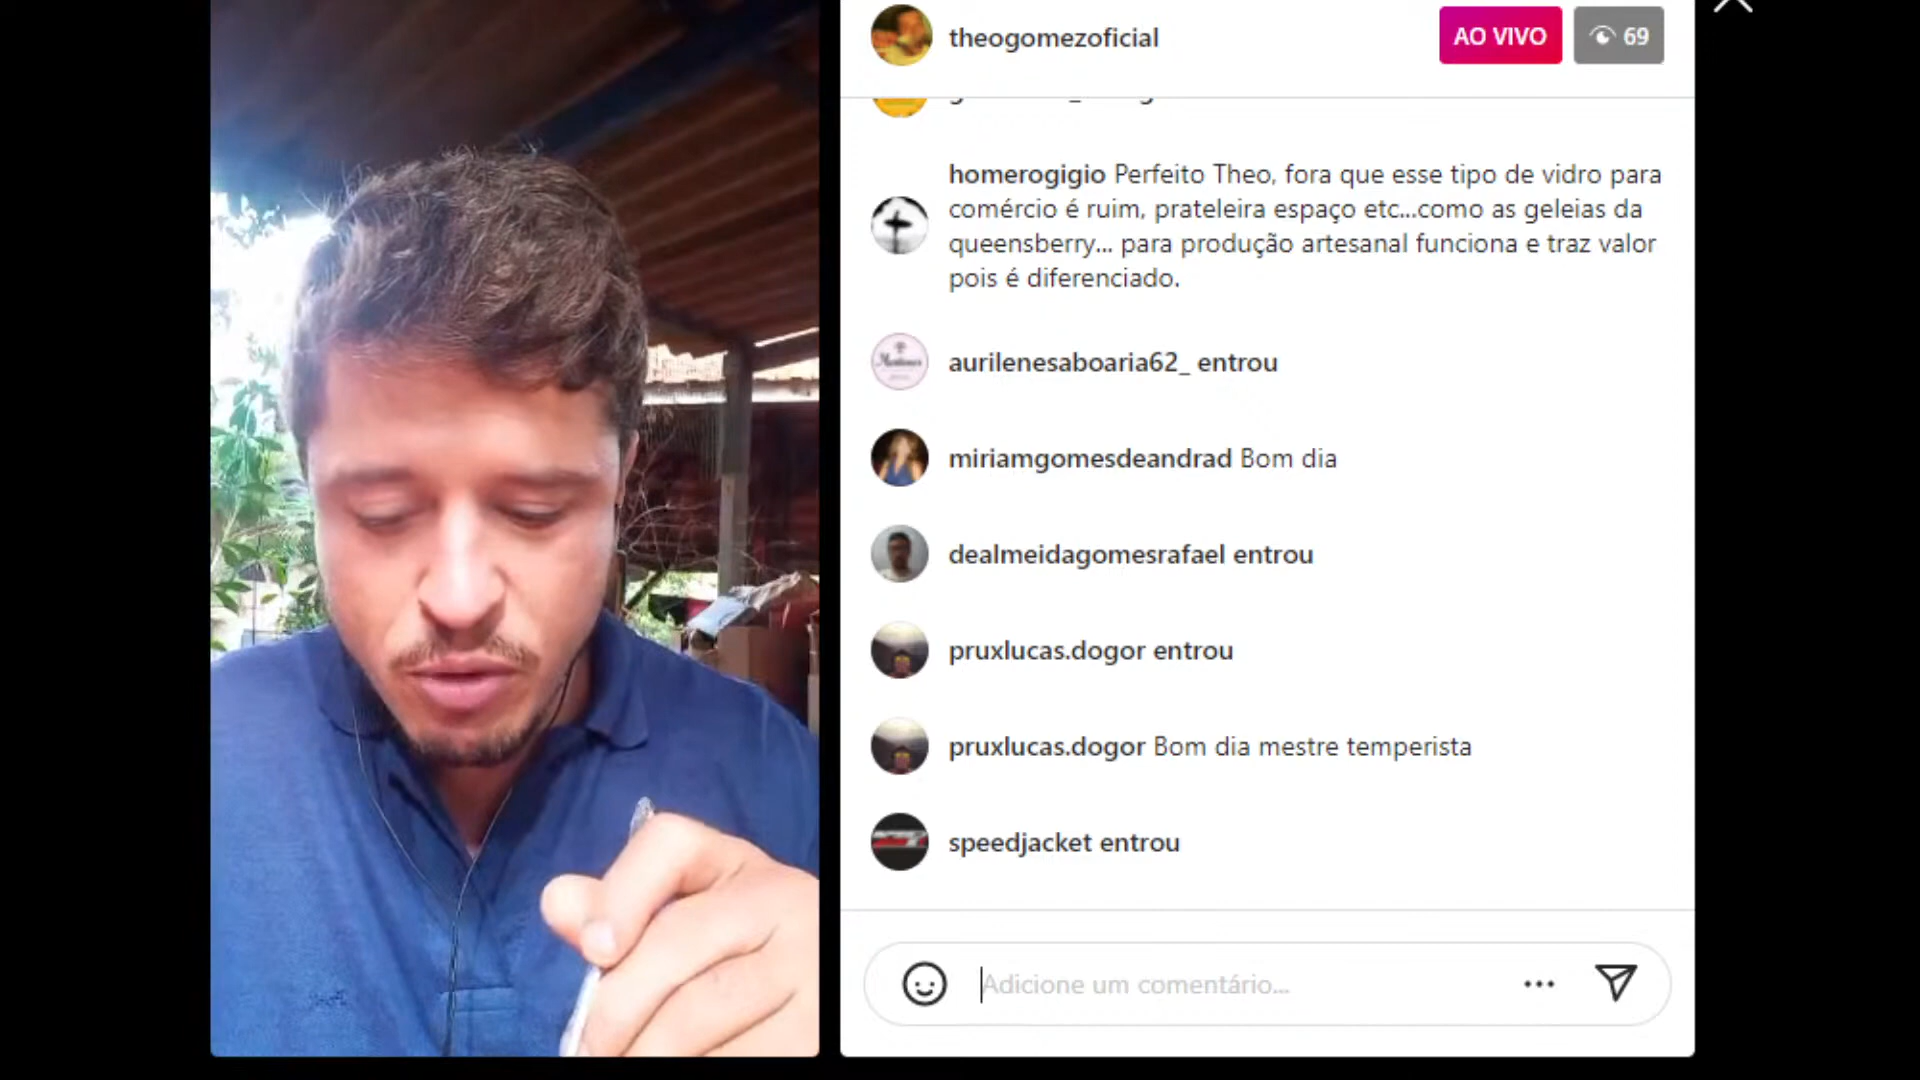 theogomezoficial
AO VIVO
69
homerogigio Perfeito Theo, fora que esse tipo de vidro para
comércio é ruim, prateleira espaço etc...como as geleias da
queensberry... para produção artesanal funciona e traz valor
pois é diferenciado.
aurilenesaboaria62_ entrou
miriamgomesdeandrad Bom dia
dealmeidagomesrafael entrou
pruxlucas.dogor entrou
pruxlucas.dogor Bom dia mestre temperista
speedjacket entrou
Adicione um comentário...